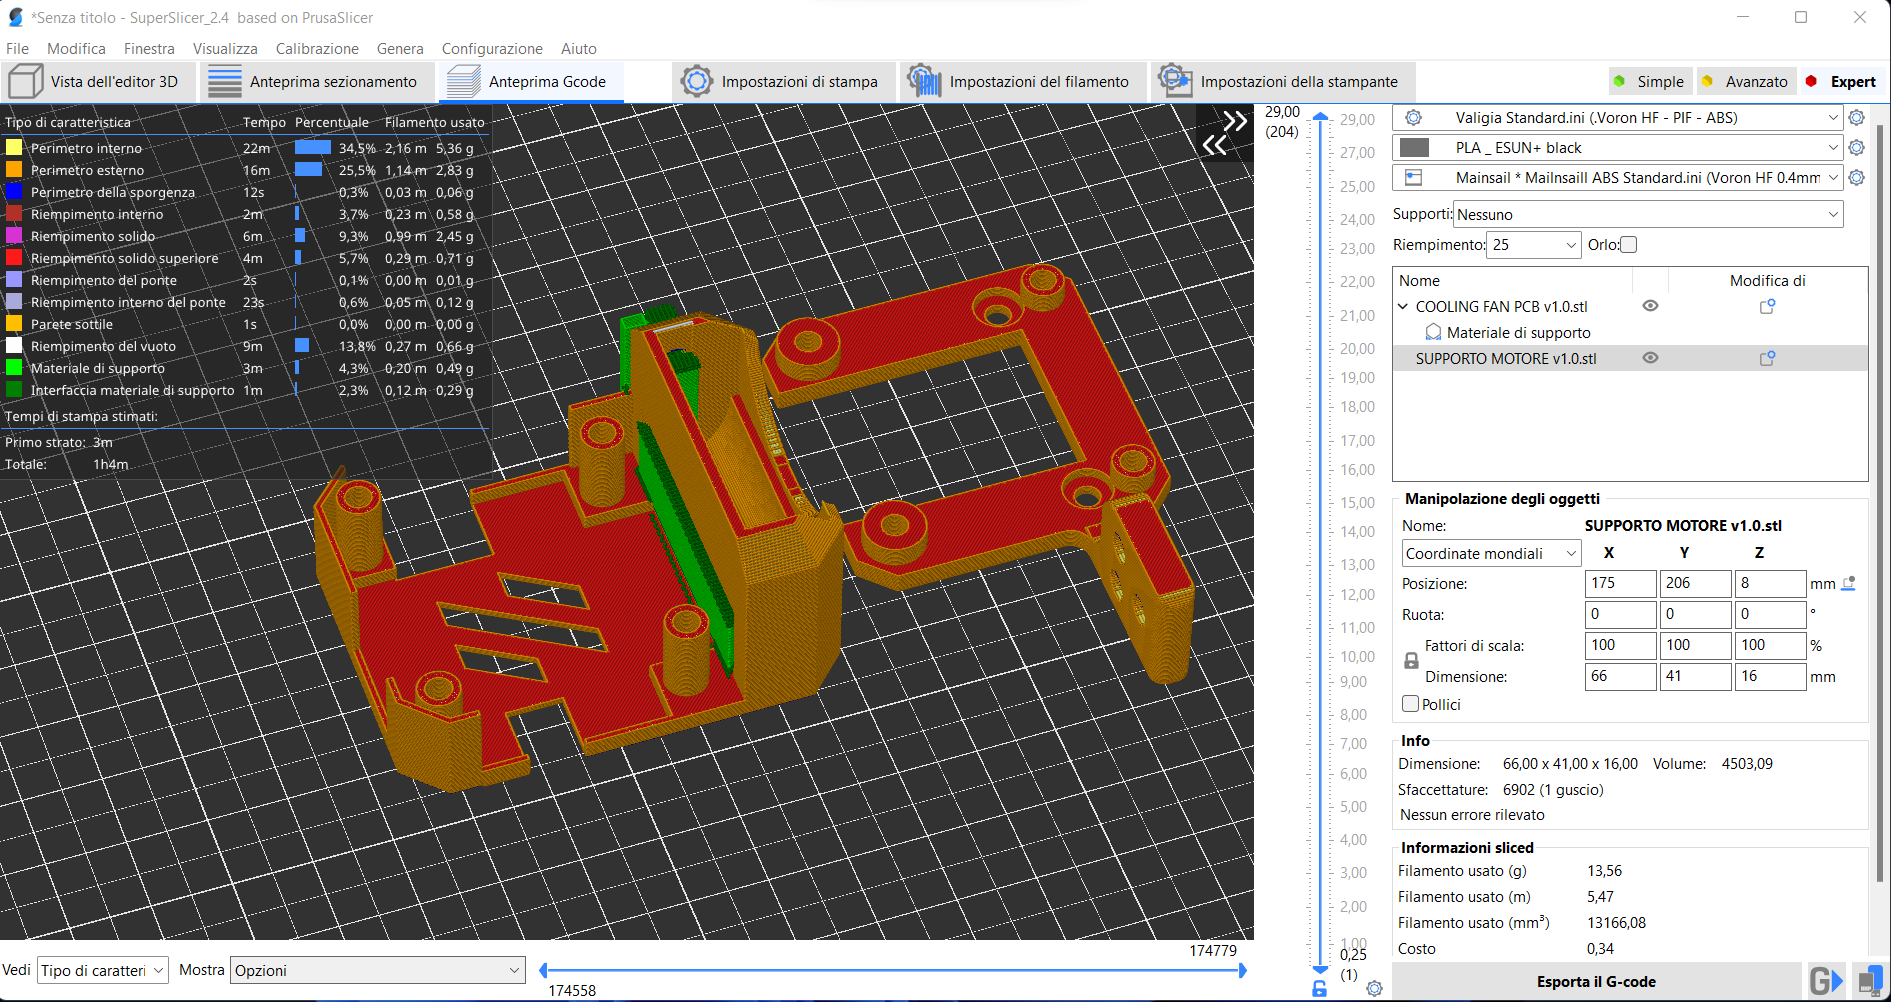 *Senza titolo - SuperSlicer_2.4  based on PrusaSlicer
File Modifica Finestra Visualizza Calibrazione Genera Configurazione Aiuto
Vista dell'editor 3D Anteprima sezionamento Anteprima Gcode Impostazioni di stampa Impostazioni del filamento Impostazioni della stampante Simple Avanzato Expert
Tipo di caratteristica Tempo Percentuale Filamento usato
Perimetro interno 22m 34,5% 2,16 m 5,36 g
Perimetro esterno 16m 25,5% 1,14 m 2,83 g
Perimetro della sporgenza 12s 0,3% 0,03 m 0,06 g
Riempimento interno 2m 3,7% 0,23 m 0,58 g
Riempimento solido 6m 9,3% 0,99 m 2,45 g
Riempimento solido superiore 4m 5,7% 0,29 m 0,71 g
Riempimento del ponte 2s 0,1% 0,00 m 0,01 g
Riempimento interno del ponte 23s 0,6% 0,05 m 0,12 g
Parete sottile 1s 0,0% 0,00 m 0,00 g
Riempimento del vuoto 9m 13,8% 0,27 m 0,66 g
Materiale di supporto 3m 4,3% 0,20 m 0,49 g
Interfaccia materiale di supporto 1m 2,3% 0,12 m 0,29 g
Tempi di stampa stimati:
Primo strato: 3m
Totale: 1h4m
29,00
(204)
29,00
27,00
25,00
24,00
23,00
22,00
21,00
20,00
19,00
18,00
17,00
16,00
15,00
14,00
13,00
12,00
11,00
10,00
9,00
8,00
7,00
6,00
5,00
4,00
3,00
2,00
1,00
0,25
(1)
Valigia Standard.ini (.Voron HF - PIF - ABS)
PLA _ ESUN+ black
Mainsail * MaiInsaill ABS Standard.ini (Voron HF 0.4mm
Supporti: Nessuno
Riempimento: 25 Orlo:
Nome Modifica di
COOLING FAN PCB v1.0.stl
Materiale di supporto
SUPPORTO MOTORE v1.0.stl
Manipolazione degli oggetti
Nome: SUPPORTO MOTORE v1.0.stl
Coordinate mondiali X Y Z
Posizione: 175 206 8 mm
Ruota: 0 0 0 °
Fattori di scala: 100 100 100 %
Dimensione: 66 41 16 mm
Pollici
Info
Dimensione: 66,00 x 41,00 x 16,00 Volume: 4503,09
Sfaccettature: 6902 (1 guscio)
Nessun errore rilevato
Informazioni sliced
Filamento usato (g) 13,56
Filamento usato (m) 5,47
Filamento usato (mm³) 13166,08
Costo 0,34
Vedi Tipo di caratteri Mostra Opzioni
174779
174558
Esporta il G-code
G